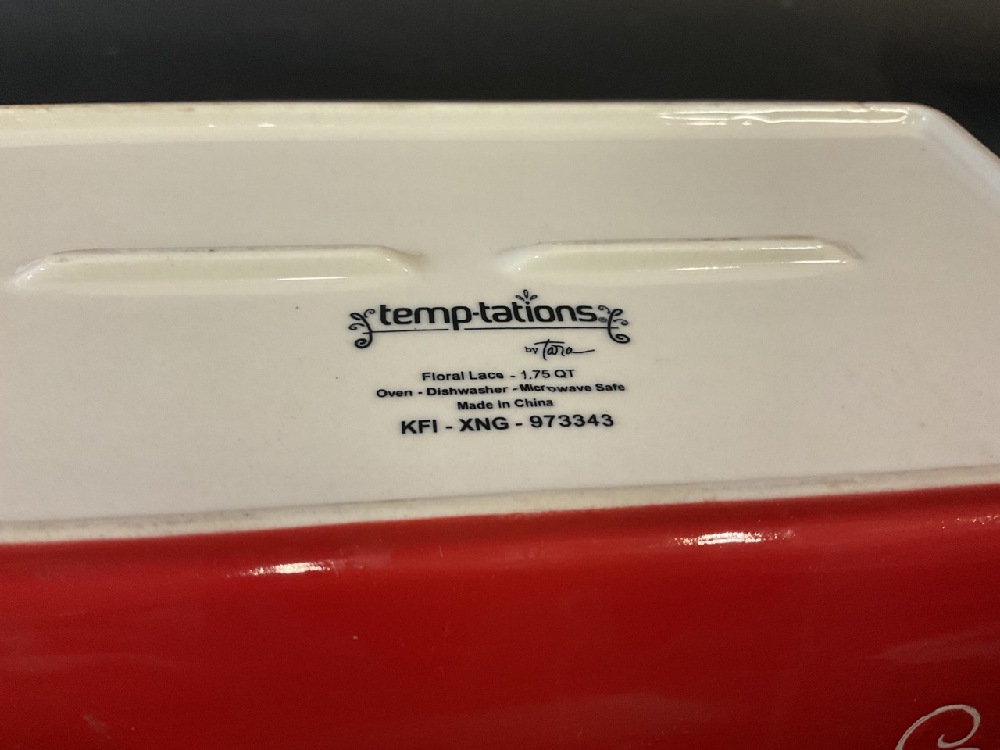 temp-tations
by Tara
Floral Lace - 1.75 QT
Oven - Dishwasher - Microwave Safe
Made In China
KFI - XNG - 973343